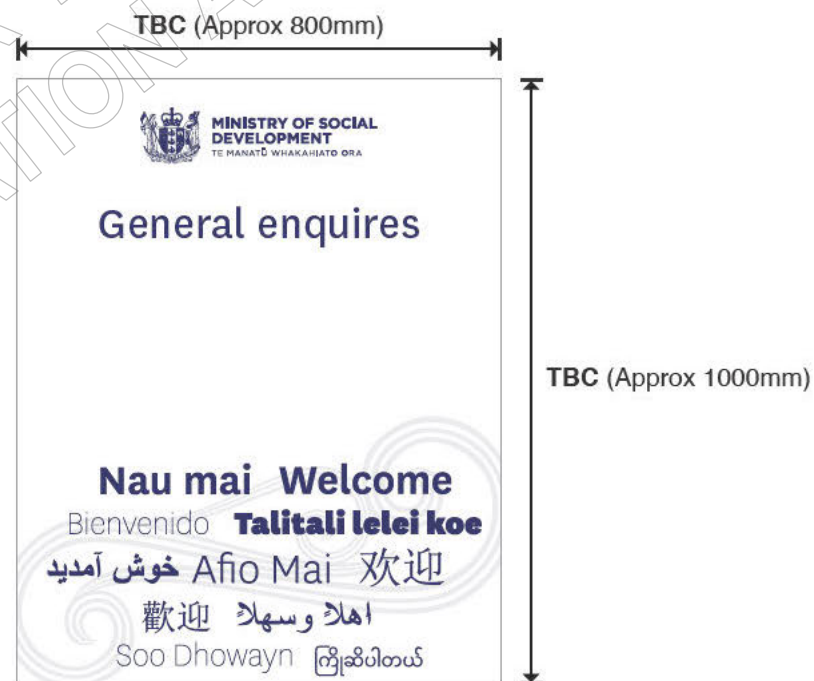 TBC (Approx 800mm)
MINISTRY OF SOCIAL
DEVELOPMENT
TE MANATŪ WHAKAHIATO ORA
General enquires
TBC (Approx 1000mm)
Nau mai Welcome
Bienvenido Talitali lelei koe
خوش آمدید Afio Mai 欢迎
歡迎 اهلاً وسهلاً
Soo Dhowayn ကြိုဆိုပါတယ်